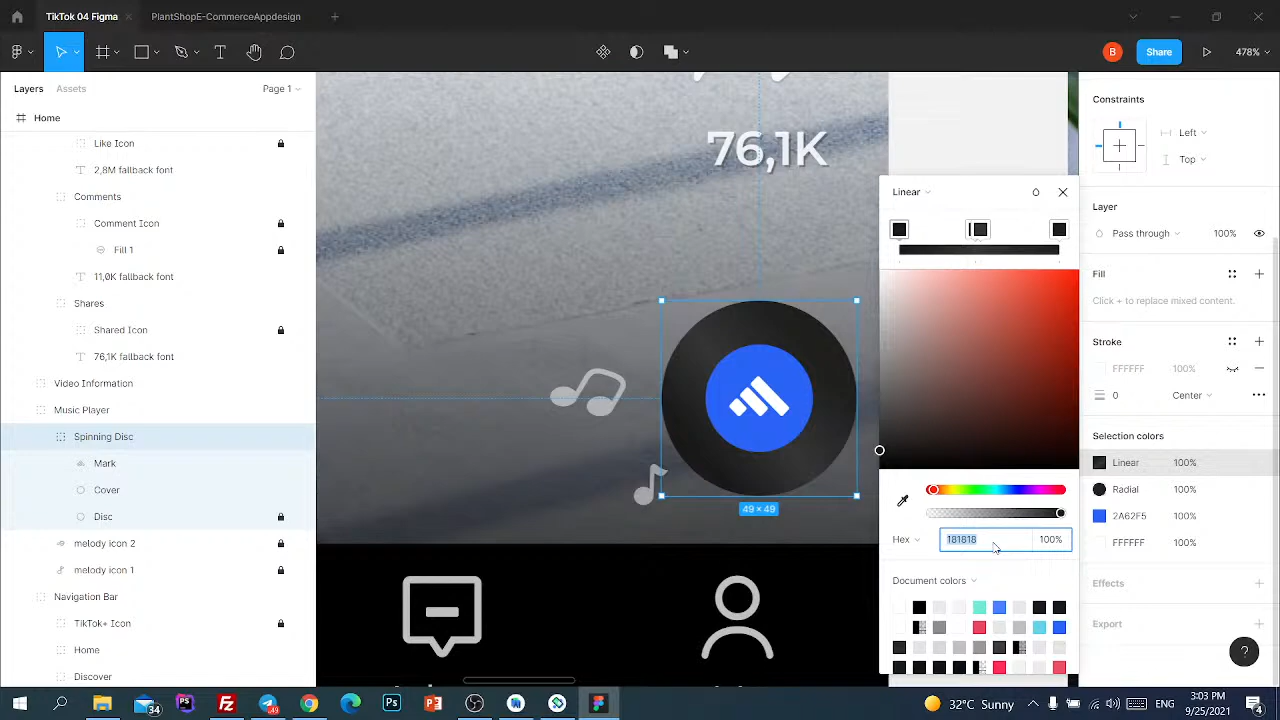 Tiktok 04 Figma
PlantShopE-CommerceAppdesign
Share
478%
Layers
Assets
Page 1
Home
Like Icon
Comments
Comment Icon
Fill 1
11,0K fallback font
Shares
Shared Icon
76,1K fallback font
Video Information
Music Player
Spinning Disc
Mark
Cover
Disc
melody icon 2
melody icon 1
Navigation Bar
TikTok+ Icon
Home
Discover
76,1K
49 × 49
Linear
Hex
181818
100%
Document colors
Constraints
Left
Top
Layer
Pass through
100%
Fill
Click + to replace mixed content.
Stroke
FFFFFF
100%
0
Center
Selection colors
Linear
100%
Radial
100%
2A62F5
100%
FFFFFF
100%
Effects
Export
?
B
34
49
32°C Sunny
3:03 PM
9/25/2021